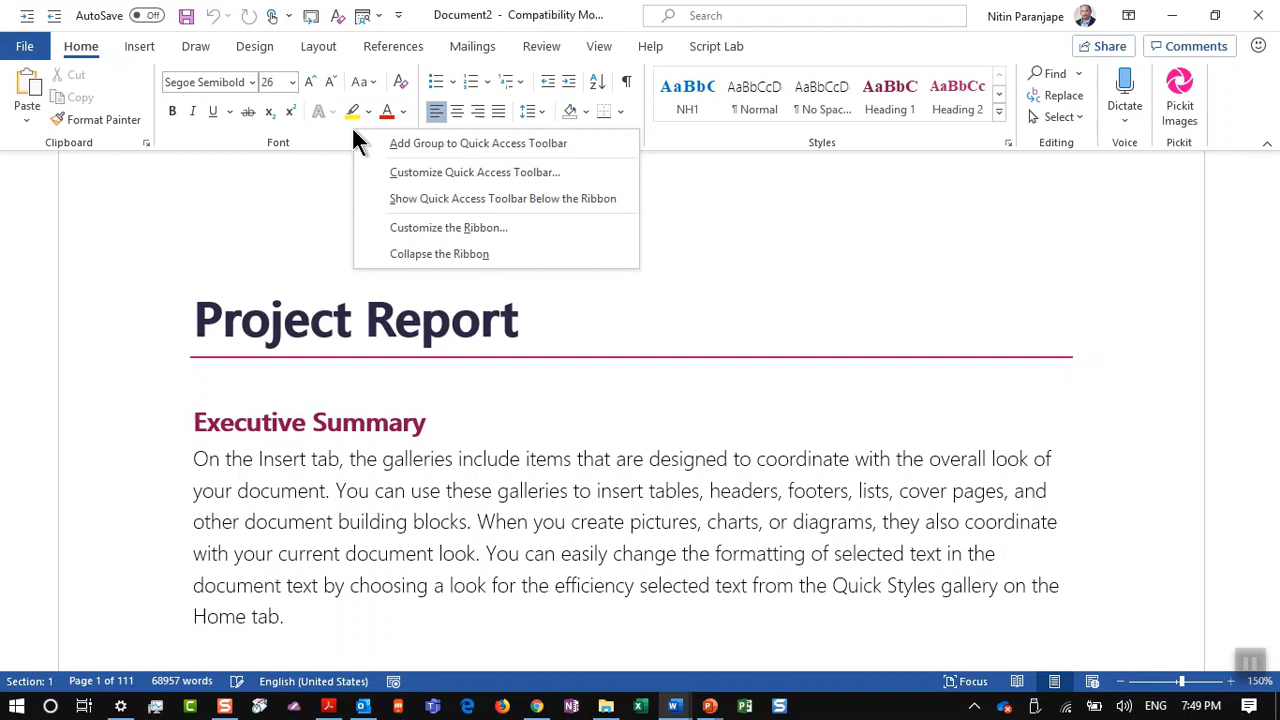 AutoSave Off Document2 - Compatibility Mo... Search Nitin Paranjape
File Home Insert Draw Design Layout References Mailings Review View Help Script Lab Share Comments
Paste Cut Copy Format Painter
Clipboard
Segoe Semibold 26 Aa
B I U ab x₂ x² A A
Font
AaBbC NH1
AaBbCcDc ¶ Normal
AaBbCcD ¶ No Spac...
AaBbC Heading 1
AaBbCc Heading 2
Styles
Find
Replace
Select
Editing
Dictate
Voice
Pickit Images
Pickit
Add Group to Quick Access Toolbar
Customize Quick Access Toolbar...
Show Quick Access Toolbar Below the Ribbon
Customize the Ribbon...
Collapse the Ribbon
Project Report
Executive Summary
On the Insert tab, the galleries include items that are designed to coordinate with the overall look of
your document. You can use these galleries to insert tables, headers, footers, lists, cover pages, and
other document building blocks. When you create pictures, charts, or diagrams, they also coordinate
with your current document look. You can easily change the formatting of selected text in the
document text by choosing a look for the efficiency selected text from the Quick Styles gallery on the
Home tab.
Section: 1 Page 1 of 111 68957 words English (United States) Focus 150%
ENG 7:49 PM